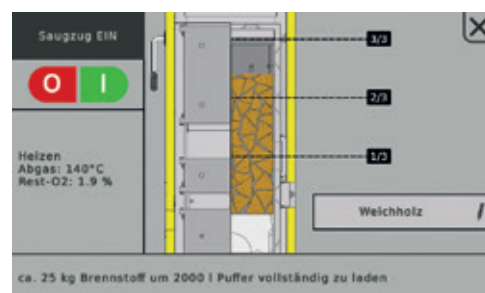 Saugzug EIN
O I
Heizen
Abgas: 140°C
Rest-O2: 1.9 %
3/3
2/3
1/3
Weichholz
ca. 25 kg Brennstoff um 2000 l Puffer vollständig zu laden